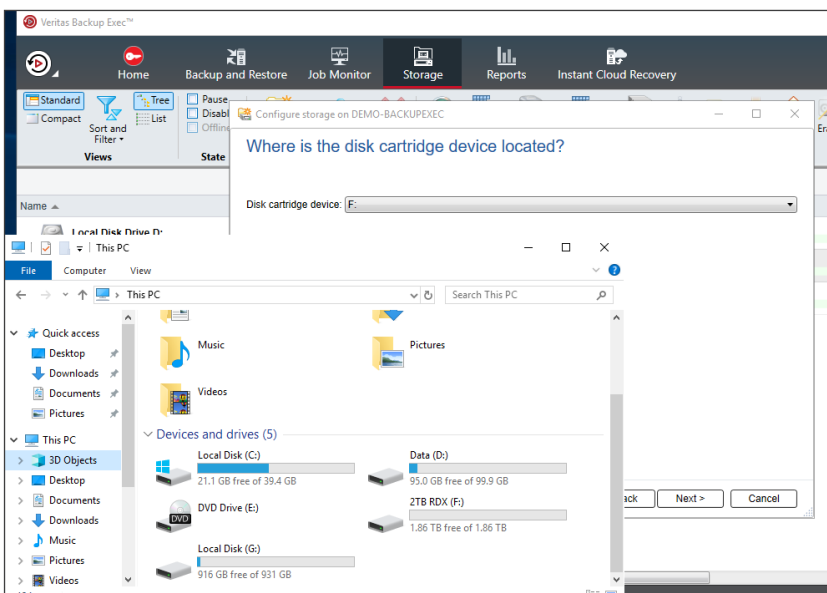 Veritas Backup Exec™
Home
Backup and Restore
Job Monitor
Storage
Reports
Instant Cloud Recovery
Standard
Compact
Sort and
Filter
Tree
List
Views
Pause
Disabl
Offline
State
Configure storage on DEMO-BACKUPEXEC
Where is the disk cartridge device located?
Name
Disk cartridge device: F:
Local Disk Drive D:
This PC
File Computer View
This PC
Search This PC
Quick access
Desktop
Downloads
Documents
Pictures
This PC
3D Objects
Desktop
Documents
Downloads
Music
Pictures
Videos
Music
Pictures
Videos
Devices and drives (5)
Local Disk (C:)
21.1 GB free of 39.4 GB
Data (D:)
95.0 GB free of 99.9 GB
DVD Drive (E:)
DVD
2TB RDX (F:)
1.86 TB free of 1.86 TB
Local Disk (G:)
916 GB free of 931 GB
ack
Next >
Cancel